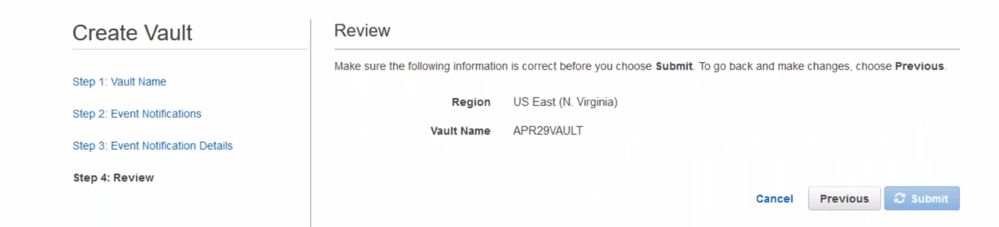 Create Vault
Step 1: Vault Name
Step 2: Event Notifications
Step 3: Event Notification Details
Step 4: Review
Review
Make sure the following information is correct before you choose Submit. To go back and make changes, choose Previous.
Region US East (N. Virginia)
Vault Name APR29VAULT
Cancel Previous Submit